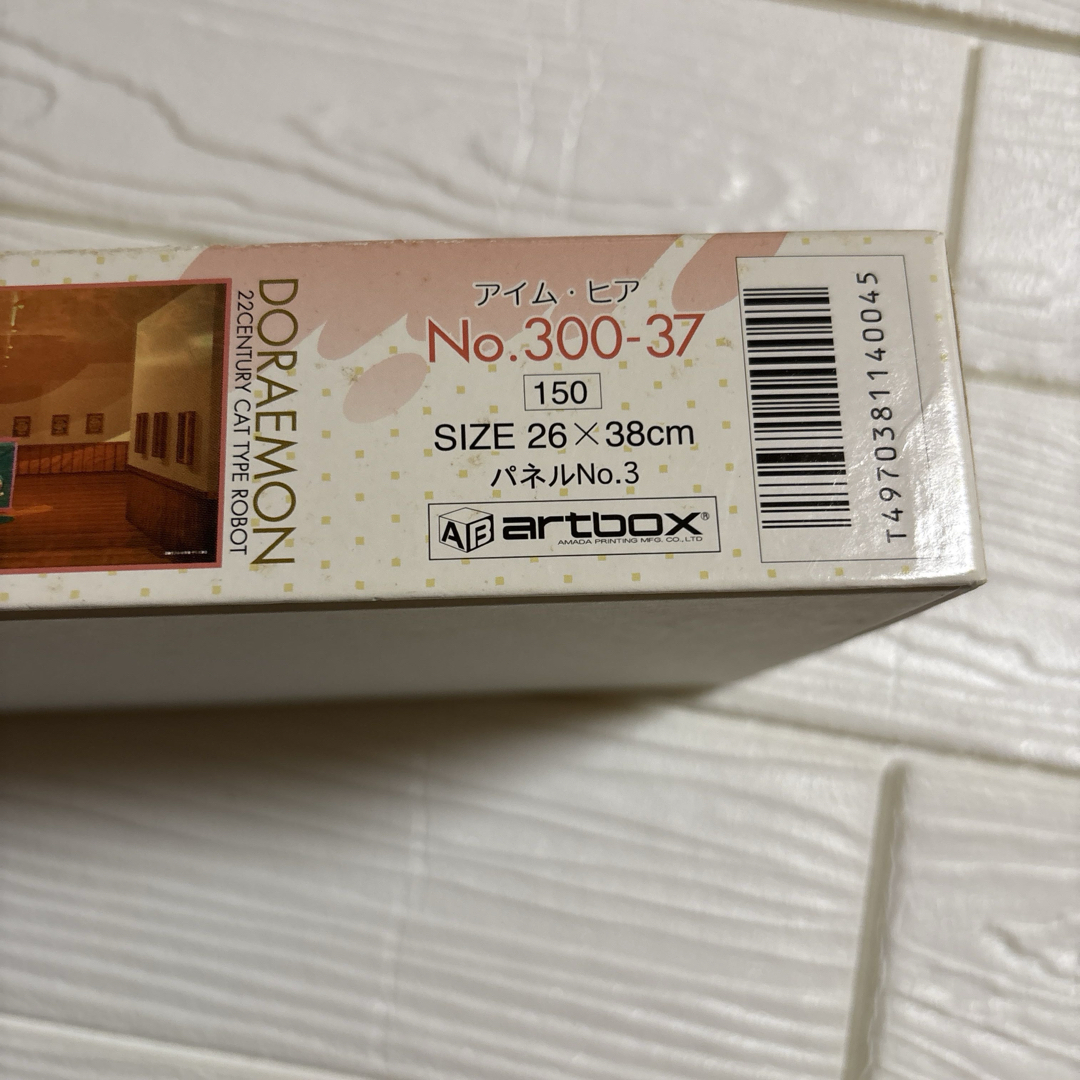 DORAEMON
22CENTURY CAT TYPE ROBOT
アイム・ヒア
No.300-37
150
SIZE 26×38cm
パネルNo.3
AB artbox®
AMADA PRINTING MFG. CO.,LTD
T4970381140045